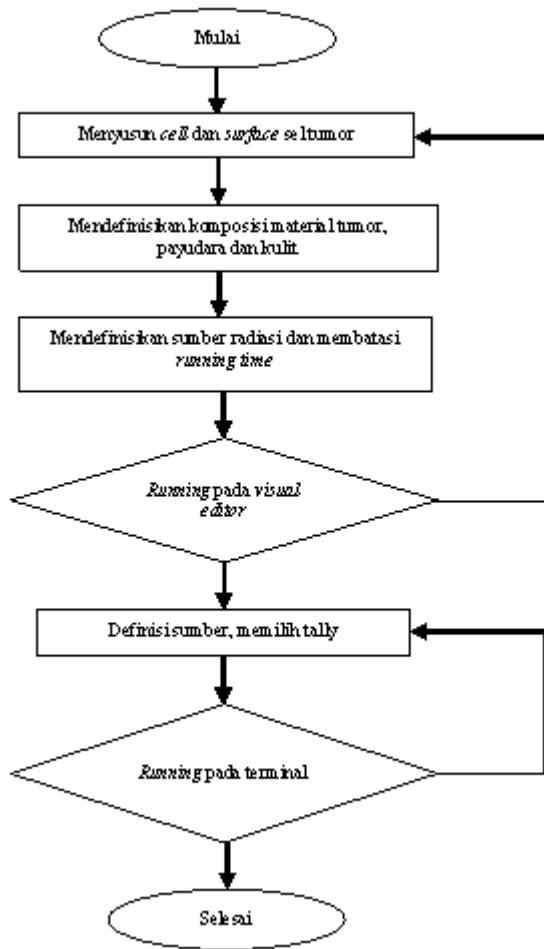 Mulai
Menyusun cell dan surface sel tumor
Mendefinisikan komposisi material tumor,
payudara dan kulit
Mendefinisikan sumber radiasi dan membatasi
running time
Running pada visual
editor
Definisi sumber, memilih tally
Running pada terminal
Selesai